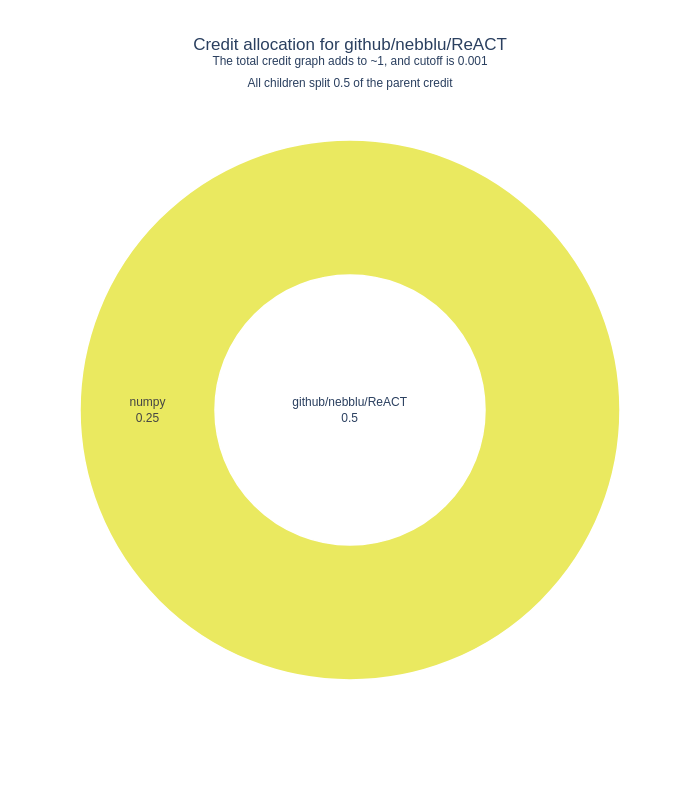 Credit allocation for github/nebblu/ReACT
The total credit graph adds to ~1, and cutoff is 0.001
All children split 0.5 of the parent credit
numpy
0.25
github/nebblu/ReACT
0.5